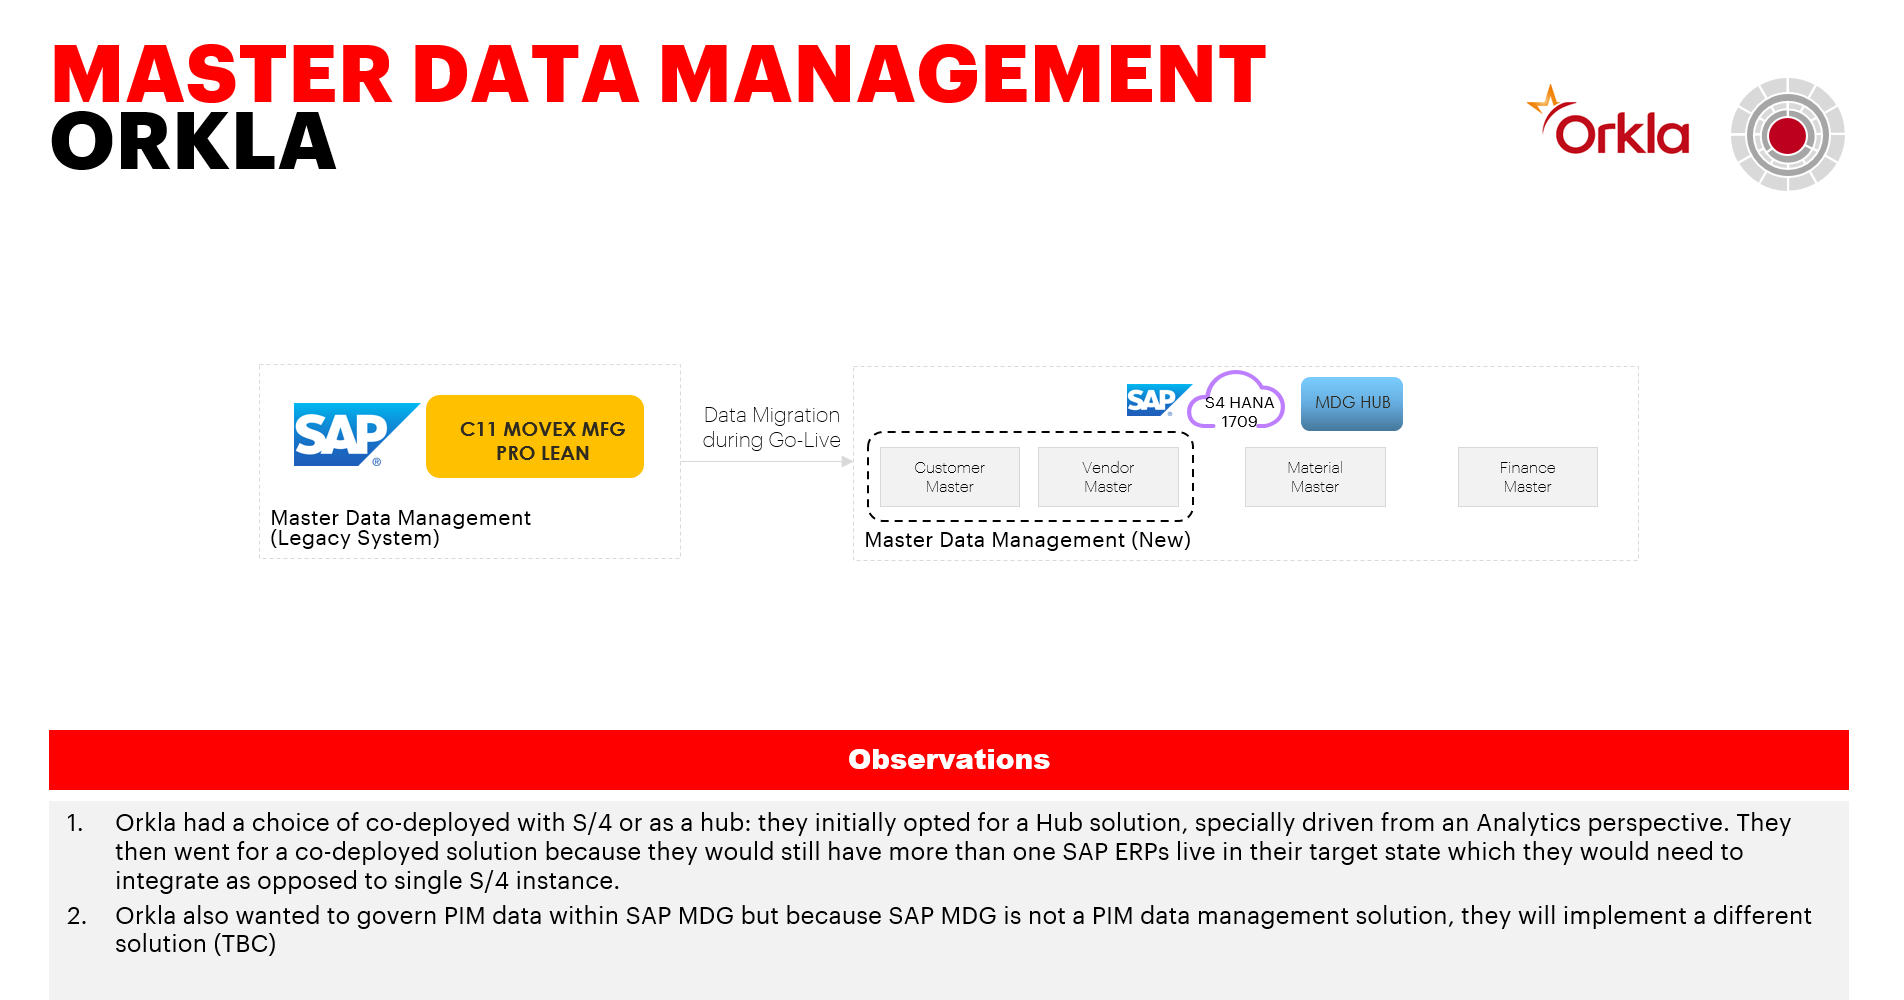 MASTER DATA MANAGEMENT
ORKLA
Orkla
SAP
®
C11 MOVEX MFG
PRO LEAN
Master Data Management
(Legacy System)
Data Migration
during Go-Live
SAP
®
S4 HANA
1709
MDG HUB
Customer
Master
Vendor
Master
Material
Master
Finance
Master
Master Data Management (New)
Observations
1. Orkla had a choice of co-deployed with S/4 or as a hub: they initially opted for a Hub solution, specially driven from an Analytics perspective. They
then went for a co-deployed solution because they would still have more than one SAP ERPs live in their target state which they would need to
integrate as opposed to single S/4 instance.
2. Orkla also wanted to govern PIM data within SAP MDG but because SAP MDG is not a PIM data management solution, they will implement a different
solution (TBC)